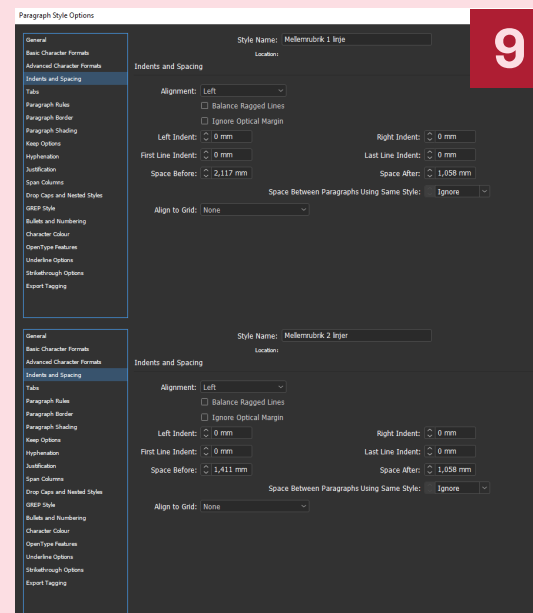 Paragraph Style Options
9
General
Basic Character Formats
Advanced Character Formats
Indents and Spacing
Tabs
Paragraph Rules
Paragraph Border
Paragraph Shading
Keep Options
Hyphenation
Justification
Span Columns
Drop Caps and Nested Styles
GREP Style
Bullets and Numbering
Character Colour
OpenType Features
Underline Options
Strikethrough Options
Export Tagging
Style Name: Mellemrubrik 1 linje
Location:
Indents and Spacing
Alignment: Left
Balance Ragged Lines
Ignore Optical Margin
Left Indent: 0 mm Right Indent: 0 mm
First Line Indent: 0 mm Last Line Indent: 0 mm
Space Before: 2,117 mm Space After: 1,058 mm
Space Between Paragraphs Using Same Style: Ignore
Align to Grid: None
General
Basic Character Formats
Advanced Character Formats
Indents and Spacing
Tabs
Paragraph Rules
Paragraph Border
Paragraph Shading
Keep Options
Hyphenation
Justification
Span Columns
Drop Caps and Nested Styles
GREP Style
Bullets and Numbering
Character Colour
OpenType Features
Underline Options
Strikethrough Options
Export Tagging
Style Name: Mellemrubrik 2 linjer
Location:
Indents and Spacing
Alignment: Left
Balance Ragged Lines
Ignore Optical Margin
Left Indent: 0 mm Right Indent: 0 mm
First Line Indent: 0 mm Last Line Indent: 0 mm
Space Before: 1,411 mm Space After: 1,058 mm
Space Between Paragraphs Using Same Style: Ignore
Align to Grid: None